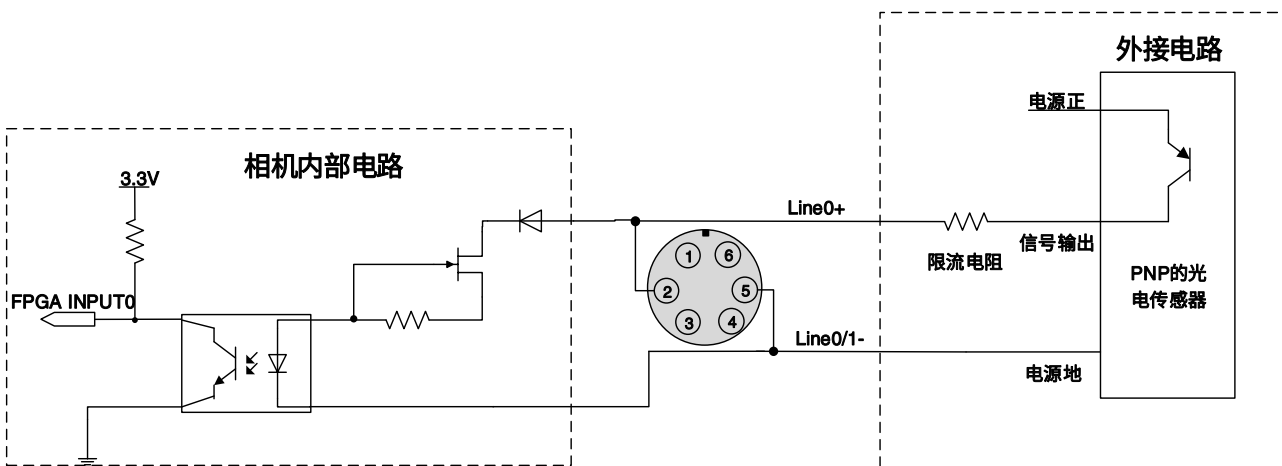 外接电路
电源正
相机内部电路
3.3V
Line0+
信号输出
限流电阻
PNP的光
电传感器
FPGA INPUT0
1
6
2
5
3
4
Line0/1-
电源地